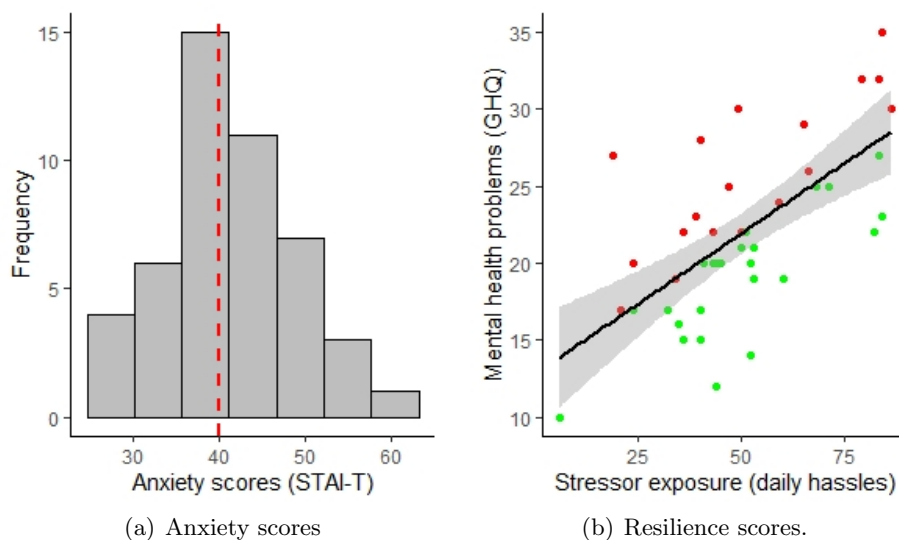 Frequency
15
10
5
0
30 40 50 60
Anxiety scores (STAI-T)
(a) Anxiety scores
Mental health problems (GHQ)
35
30
25
20
15
10
25 50 75
Stressor exposure (daily hassles)
(b) Resilience scores.